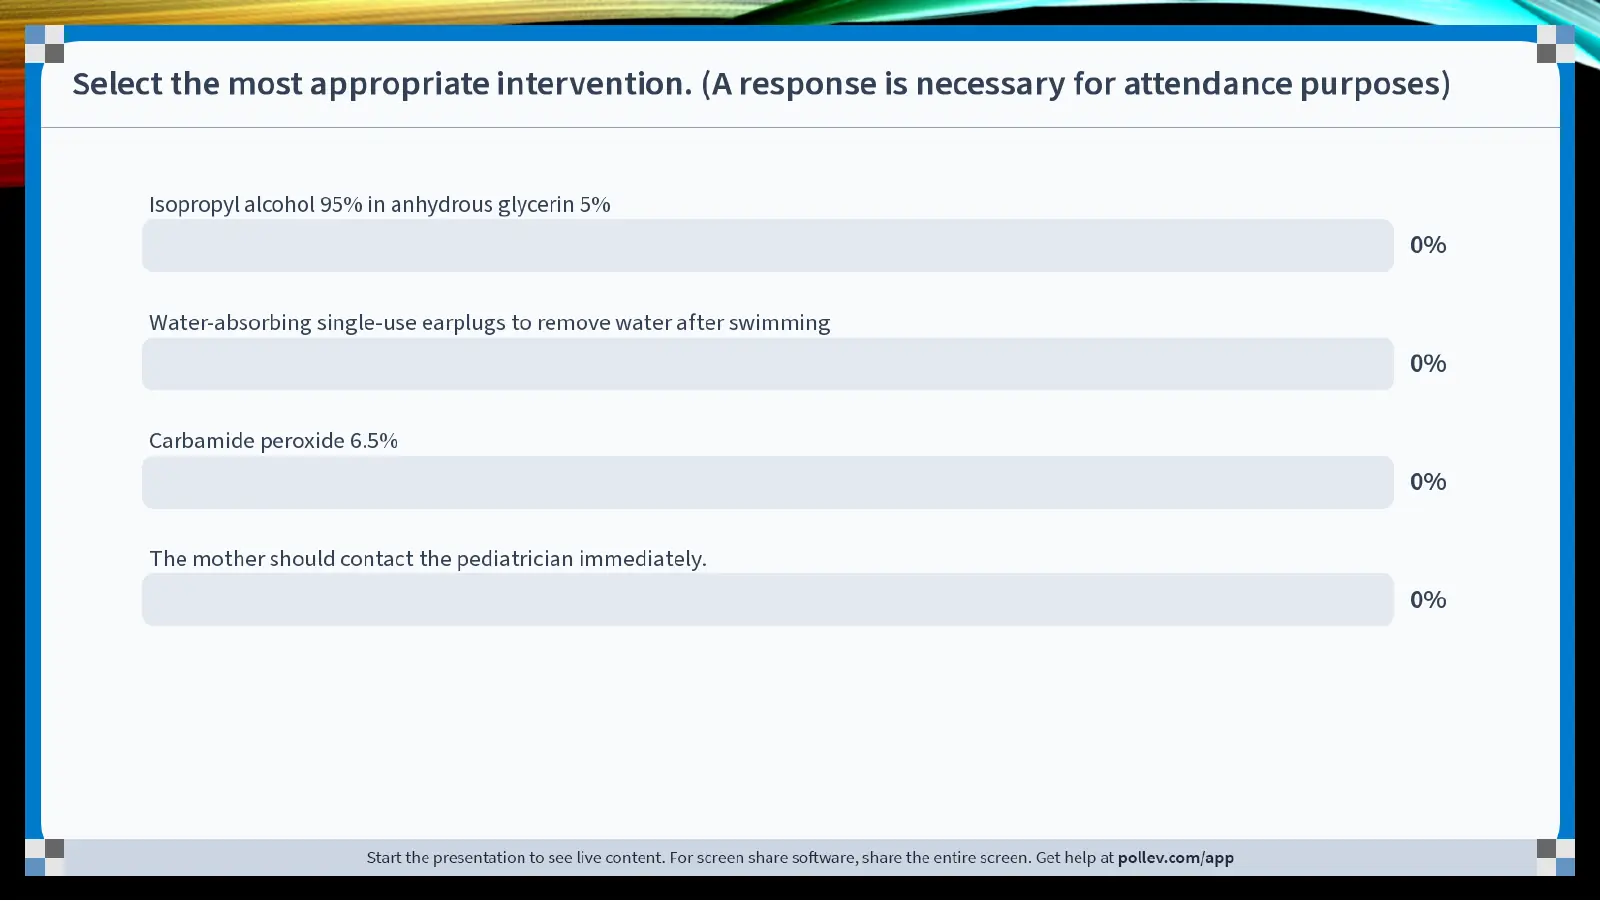 Select the most appropriate intervention. (A response is necessary for attendance purposes)
Isopropyl alcohol 95% in anhydrous glycerin 5%
0%
Water-absorbing single-use earplugs to remove water after swimming
0%
Carbamide peroxide 6.5%
0%
The mother should contact the pediatrician immediately.
0%
Start the presentation to see live content. For screen share software, share the entire screen. Get help at pollev.com/app